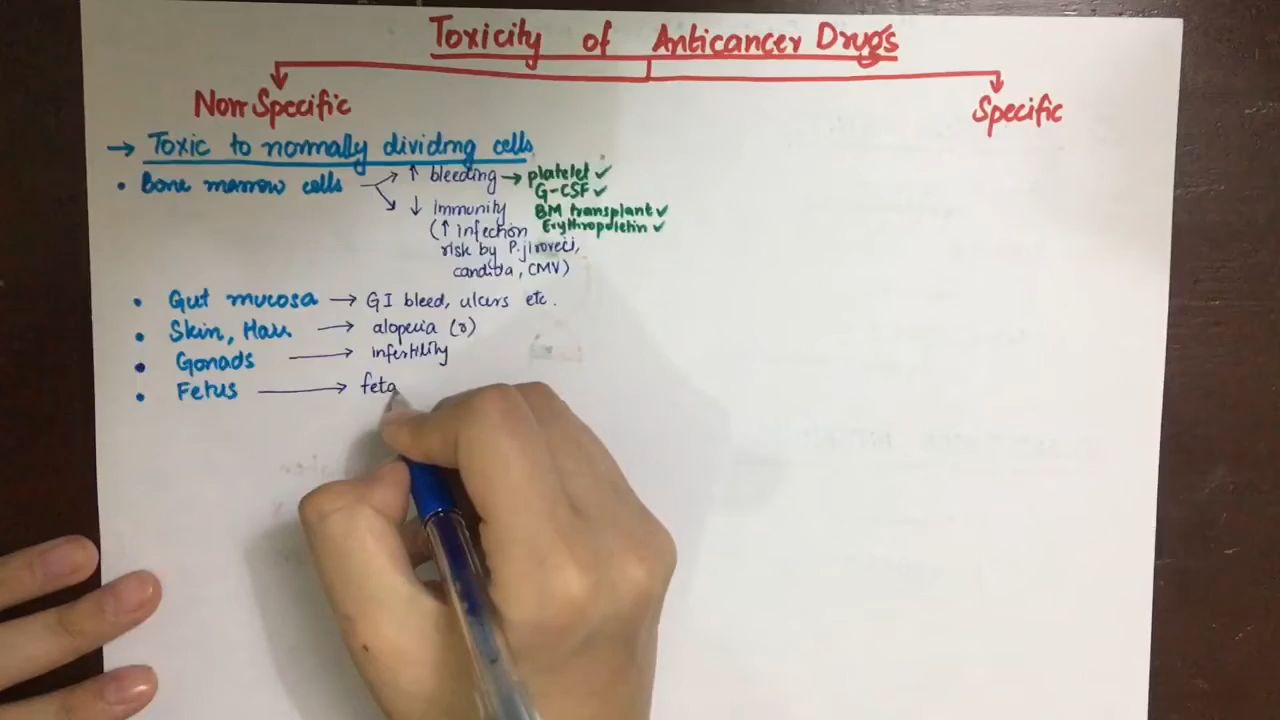 Toxicity of Anticancer Drugs
Non Specific
Specific
→ Toxic to normally dividing cells
• Bone marrow cells → ↑ bleeding → platelet ✓
G-CSF ✓
↓ immunity BM transplant ✓
(↑ infection Erythropoietin ✓
risk by P. jiroveci,
candida, CMV)
• Gut mucosa → GI bleed, ulcers etc.
• Skin, Hair → alopecia (r)
• Gonads → infertility
• Fetus → feta